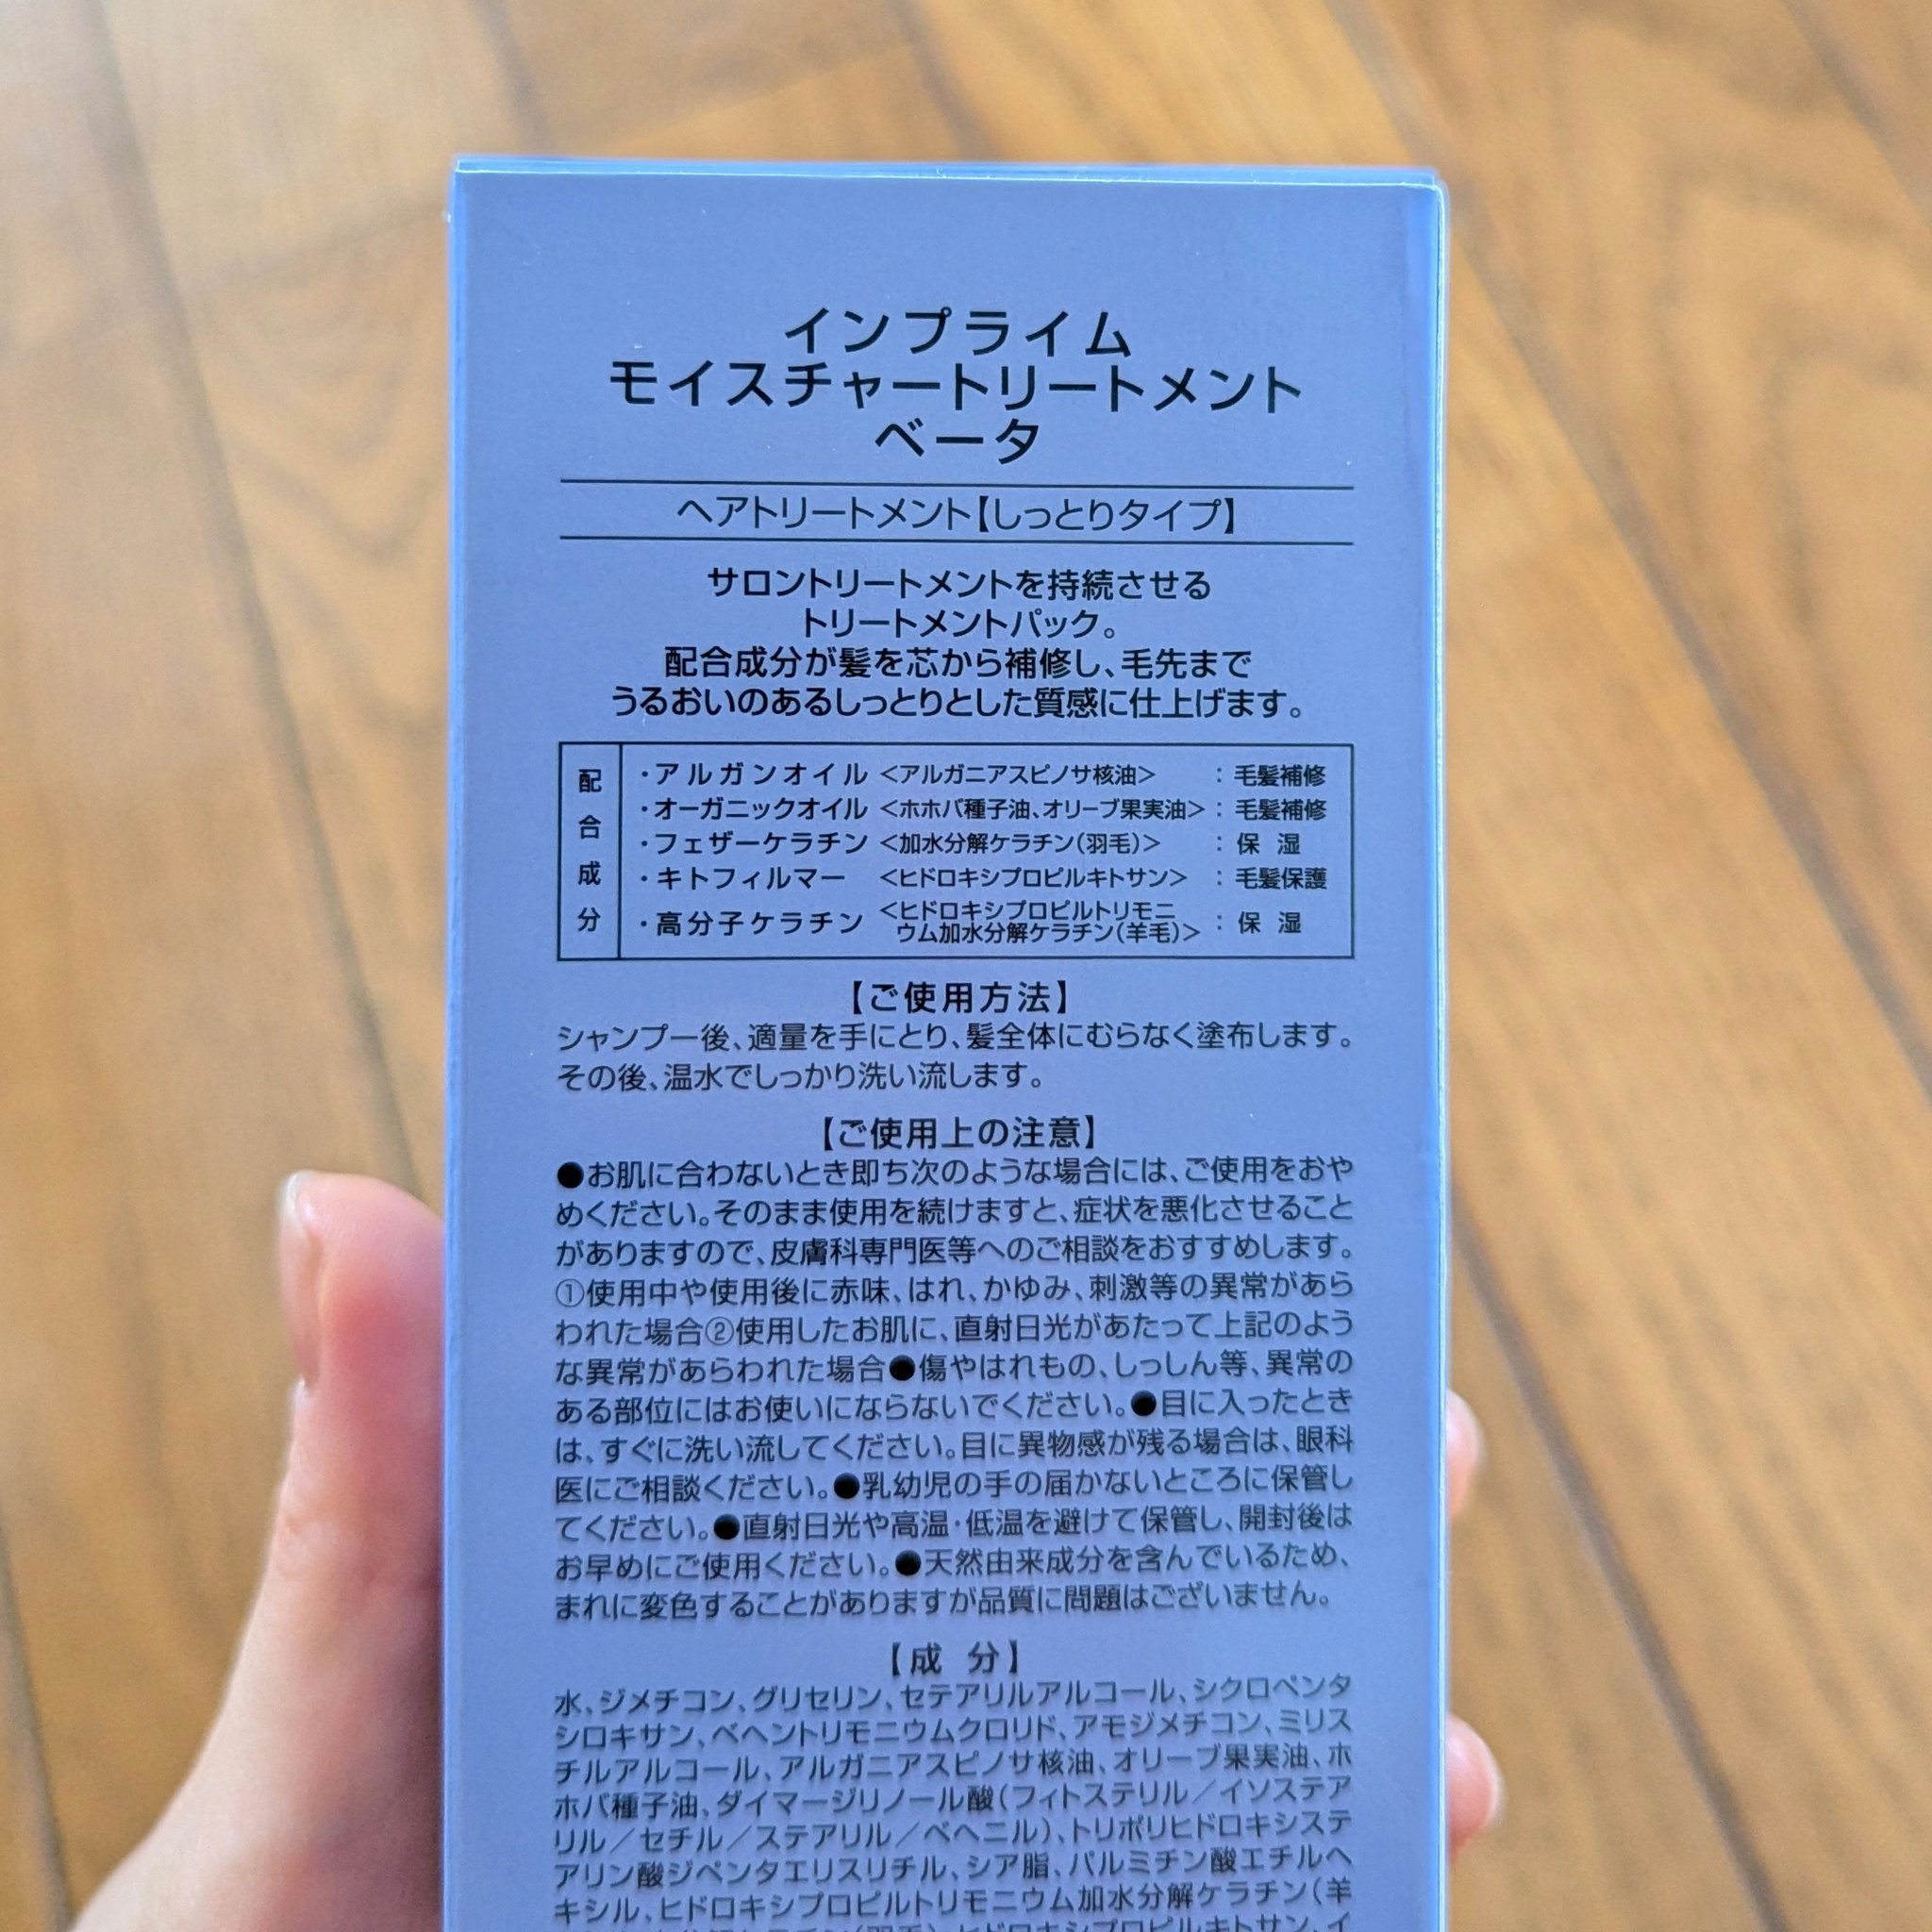 インプライム
モイスチャートリートメント
ベータ
ヘアトリートメント【しっとりタイプ】
サロントリートメントを持続させる
トリートメントパック。
配合成分が髪を芯から補修し、毛先まで
うるおいのあるしっとりとした質感に仕上げます。
配合成分
・アルガンオイル <アルガニアスピノサ核油> : 毛髪補修
・オーガニックオイル <ホホバ種子油、オリーブ果実油> : 毛髪補修
・フェザーケラチン <加水分解ケラチン(羽毛)> : 保 湿
・キトフィルマー <ヒドロキシプロピルキトサン> : 毛髪保護
・高分子ケラチン <ヒドロキシプロピルトリモニ
ウム加水分解ケラチン(羊毛)> : 保 湿
【ご使用方法】
シャンプー後、適量を手にとり、髪全体にむらなく塗布します。
その後、温水でしっかり洗い流します。
【ご使用上の注意】
●お肌に合わないとき即ち次のような場合には、ご使用をおや
めください。そのまま使用を続けますと、症状を悪化させること
がありますので、皮膚科専門医等へのご相談をおすすめします。
①使用中や使用後に赤味、はれ、かゆみ、刺激等の異常があら
われた場合②使用したお肌に、直射日光があたって上記のよう
な異常があらわれた場合●傷やはれもの、しっしん等、異常の
ある部位にはお使いにならないでください。●目に入ったとき
は、すぐに洗い流してください。目に異物感が残る場合は、眼科
医にご相談ください。●乳幼児の手の届かないところに保管し
てください。●直射日光や高温・低温を避けて保管し、開封後は
お早めにご使用ください。●天然由来成分を含んでいるため、
まれに変色することがありますが品質に問題はございません。
【成 分】
水、ジメチコン、グリセリン、セテアリルアルコール、シクロペンタ
シロキサン、ベヘントリモニウムクロリド、アモジメチコン、ミリス
チルアルコール、アルガニアスピノサ核油、オリーブ果実油、ホ
ホバ種子油、ダイマージリノール酸(フィトステリル/イソステア
リル/セチル/ステアリル/ベヘニル)、トリポリヒドロキシステ
アリン酸ジペンタエリスリチル、シア脂、パルミチン酸エチルヘ
キシル、ヒドロキシプロピルトリモニウム加水分解ケラチン(羊